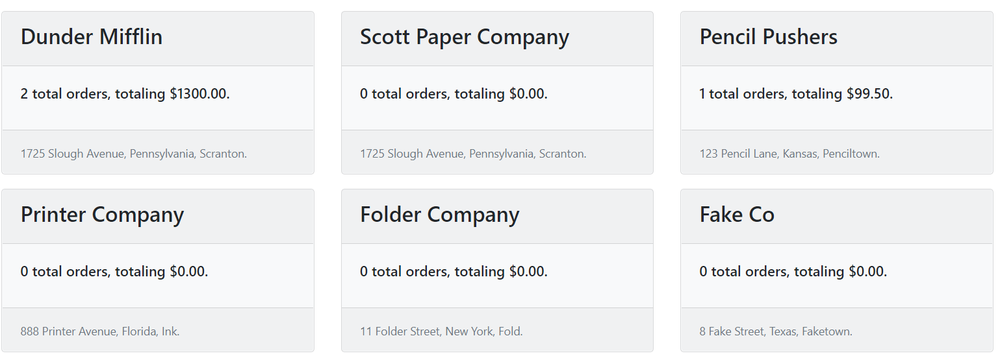 Dunder Mifflin
2 total orders, totaling $1300.00.
1725 Slough Avenue, Pennsylvania, Scranton.
Scott Paper Company
0 total orders, totaling $0.00.
1725 Slough Avenue, Pennsylvania, Scranton.
Pencil Pushers
1 total orders, totaling $99.50.
123 Pencil Lane, Kansas, Penciltown.
Printer Company
0 total orders, totaling $0.00.
888 Printer Avenue, Florida, Ink.
Folder Company
0 total orders, totaling $0.00.
11 Folder Street, New York, Fold.
Fake Co
0 total orders, totaling $0.00.
8 Fake Street, Texas, Faketown.